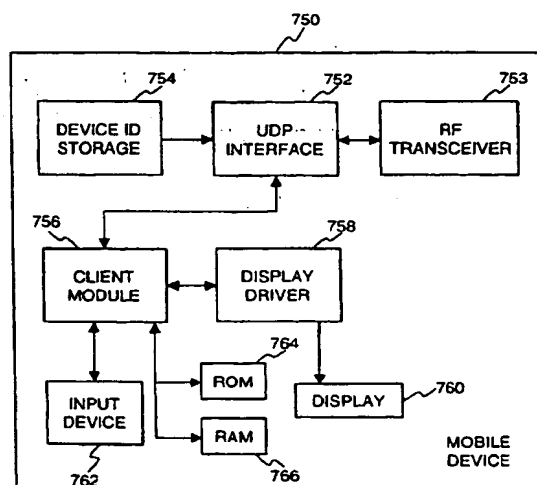 750
754
752
753
DEVICE ID
STORAGE
UDP
INTERFACE
RF
TRANSCEIVER
756
758
CLIENT
MODULE
DISPLAY
DRIVER
764
ROM
760
DISPLAY
INPUT
DEVICE
RAM
762
766
MOBILE
DEVICE